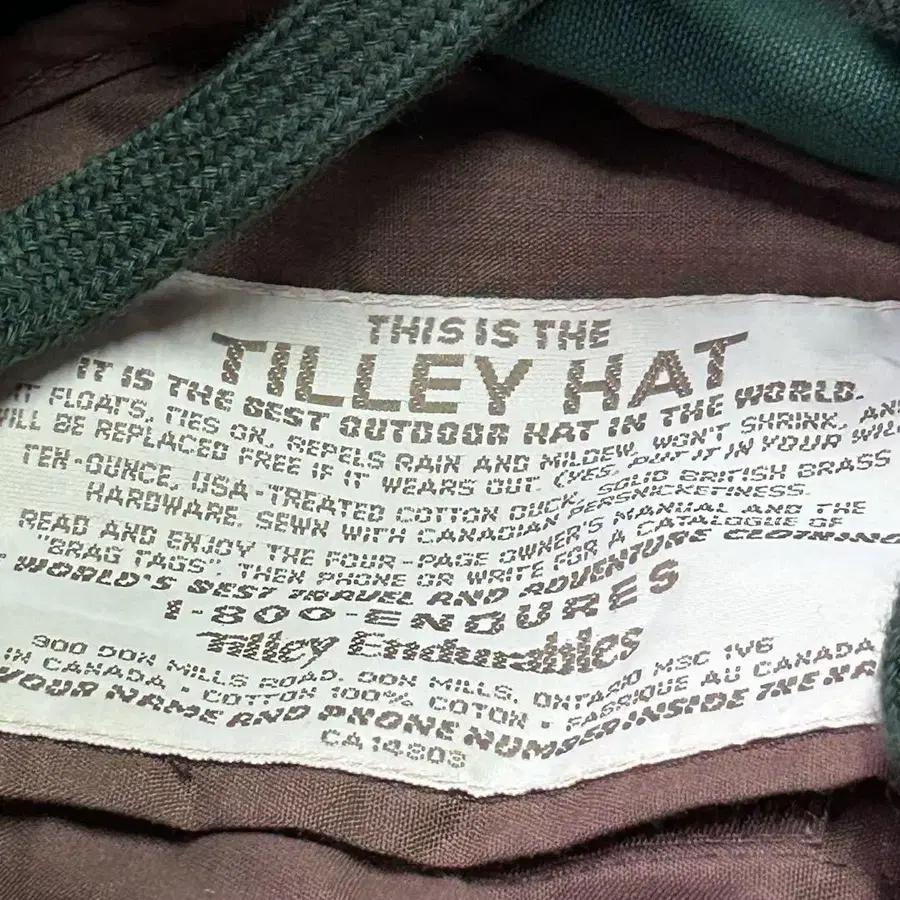 THIS IS THE
TILLEY HAT
IT IS THE BEST OUTDOOR HAT IN THE WORLD.
IT FLOATS, TIES ON, REPELS RAIN AND MILDEW, WON'T SHRINK, AND
WILL BE REPLACED FREE IF IT WEARS OUT. (YES, PUT IT IN YOUR WILL
TEN-OUNCE, USA-TREATED COTTON DUCK, SOLID BRITISH BRASS
HARDWARE. SEWN WITH CANADIAN PERSNICKETINESS.
READ AND ENJOY THE FOUR-PAGE OWNER'S MANUAL AND THE
"BRAG TAGS". THEN PHONE OR WRITE FOR A CATALOGUE OF
WORLD'S BEST TRAVEL AND ADVENTURE CLOTHING
1-800-ENDURES
Tilley Endurables
900 DON MILLS ROAD, DON MILLS, ONTARIO M3C 1V6
IN CANADA • COTTON 100% COTON • FABRIQUE AU CANADA
YOUR NAME AND PHONE NUMBER INSIDE THE HA